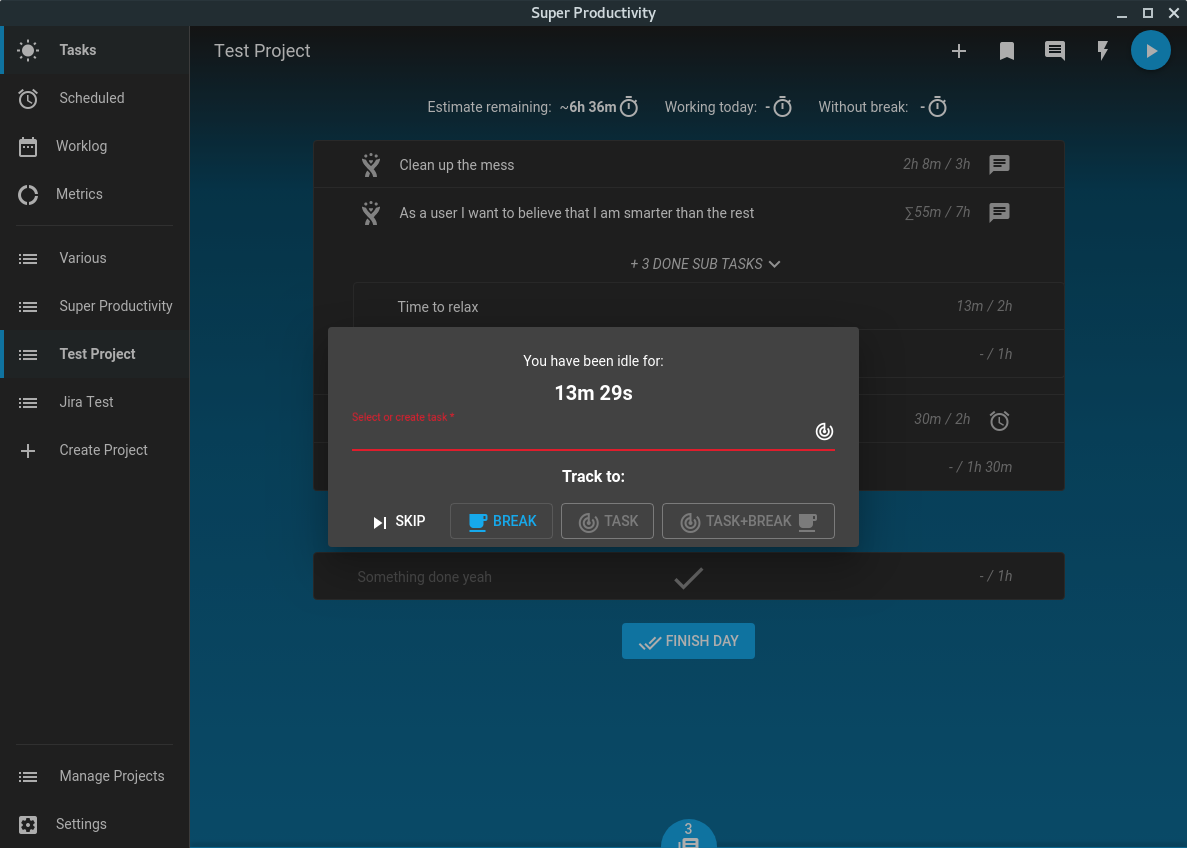 Super Productivity
Tasks
Scheduled
Worklog
Metrics
Various
Super Productivity
Test Project
Jira Test
Create Project
Manage Projects
Settings
Test Project
Estimate remaining: ~6h 36m Working today: - Without break: -
Clean up the mess 2h 8m / 3h
As a user I want to believe that I am smarter than the rest ∑55m / 7h
+ 3 DONE SUB TASKS
Time to relax 13m / 2h
- / 1h
30m / 2h
- / 1h 30m
You have been idle for:
13m 29s
Select or create task *
Track to:
SKIP BREAK TASK TASK+BREAK
Something done yeah - / 1h
FINISH DAY
3